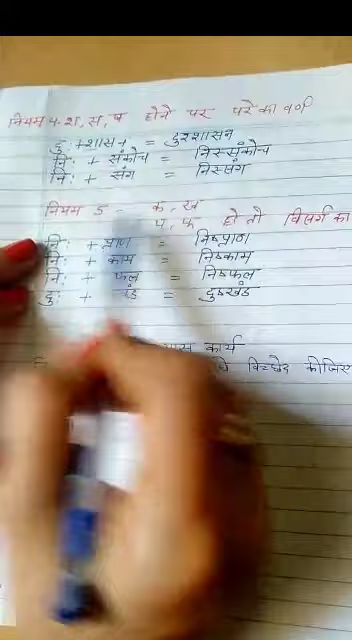 नियम 4. श, स, ष होने पर परे का वर्ण
दु: + शासन = दुश्शासन
नि: + संकोच = निस्संकोच
नि: + संग = निस्संग
नियम 5 - क, ख
प, फ हो तो विसर्ग का
नि: + प्राण = निष्प्राण
नि: + काम = निष्काम
नि: + फल = निष्फल
दु: + खंड = दुष्खंड
कार्य
विच्छेद कीजिए